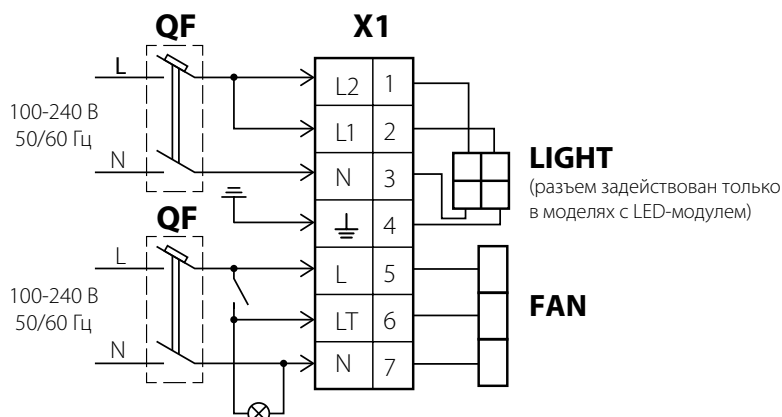 QF X1
L
100-240 В
50/60 Гц
N
L2 1
L1 2
N 3
4
LIGHT
(разъем задействован только
в моделях с LED-модулем)
QF
L
100-240 В
50/60 Гц
N
L 5
LT 6
N 7
FAN